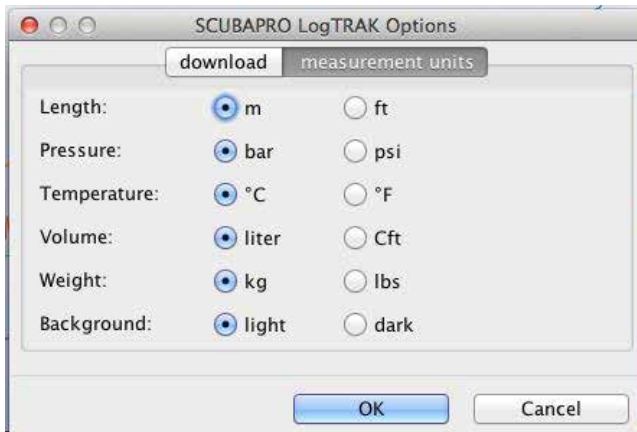 SCUBAPRO LogTRAK Options
download measurement units
Length: m ft
Pressure: bar psi
Temperature: °C °F
Volume: liter Cft
Weight: kg lbs
Background: light dark
OK Cancel